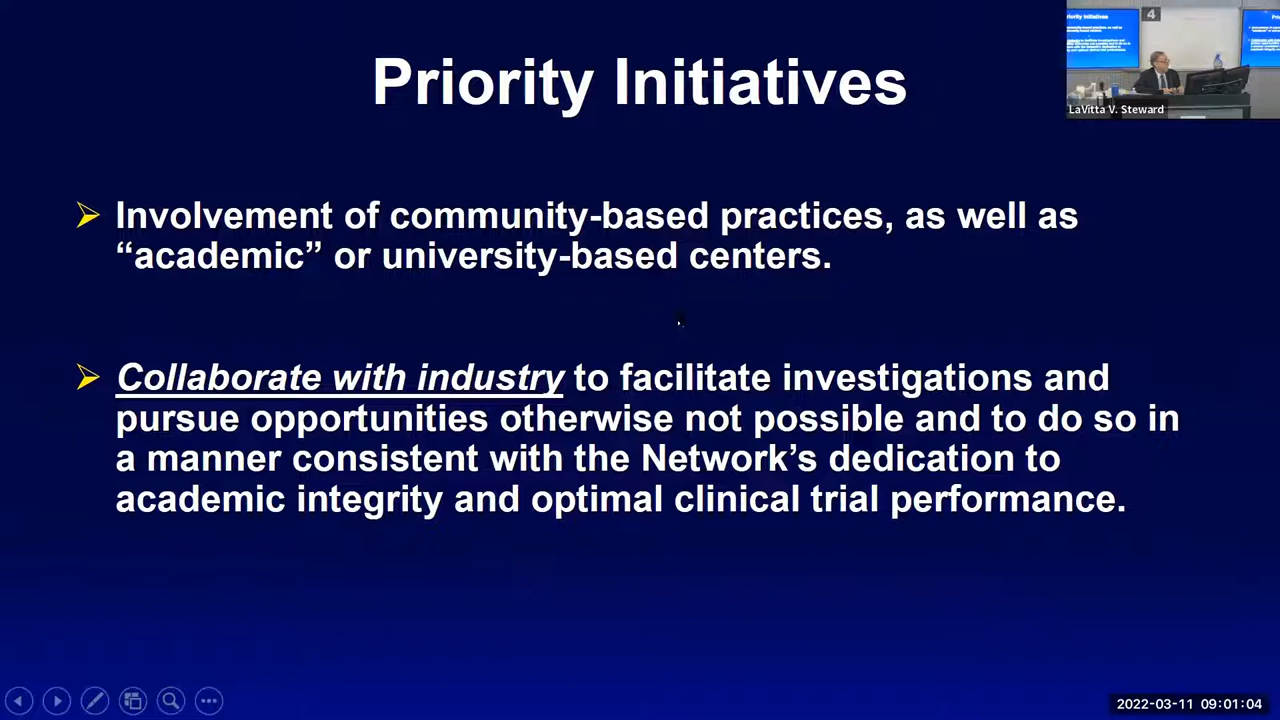 Priority Initiatives
4
LaVitta V. Steward
Involvement of community-based practices, as well as
“academic” or university-based centers.
Collaborate with industry to facilitate investigations and
pursue opportunities otherwise not possible and to do so in
a manner consistent with the Network’s dedication to
academic integrity and optimal clinical trial performance.
2022-03-11 09:01:04